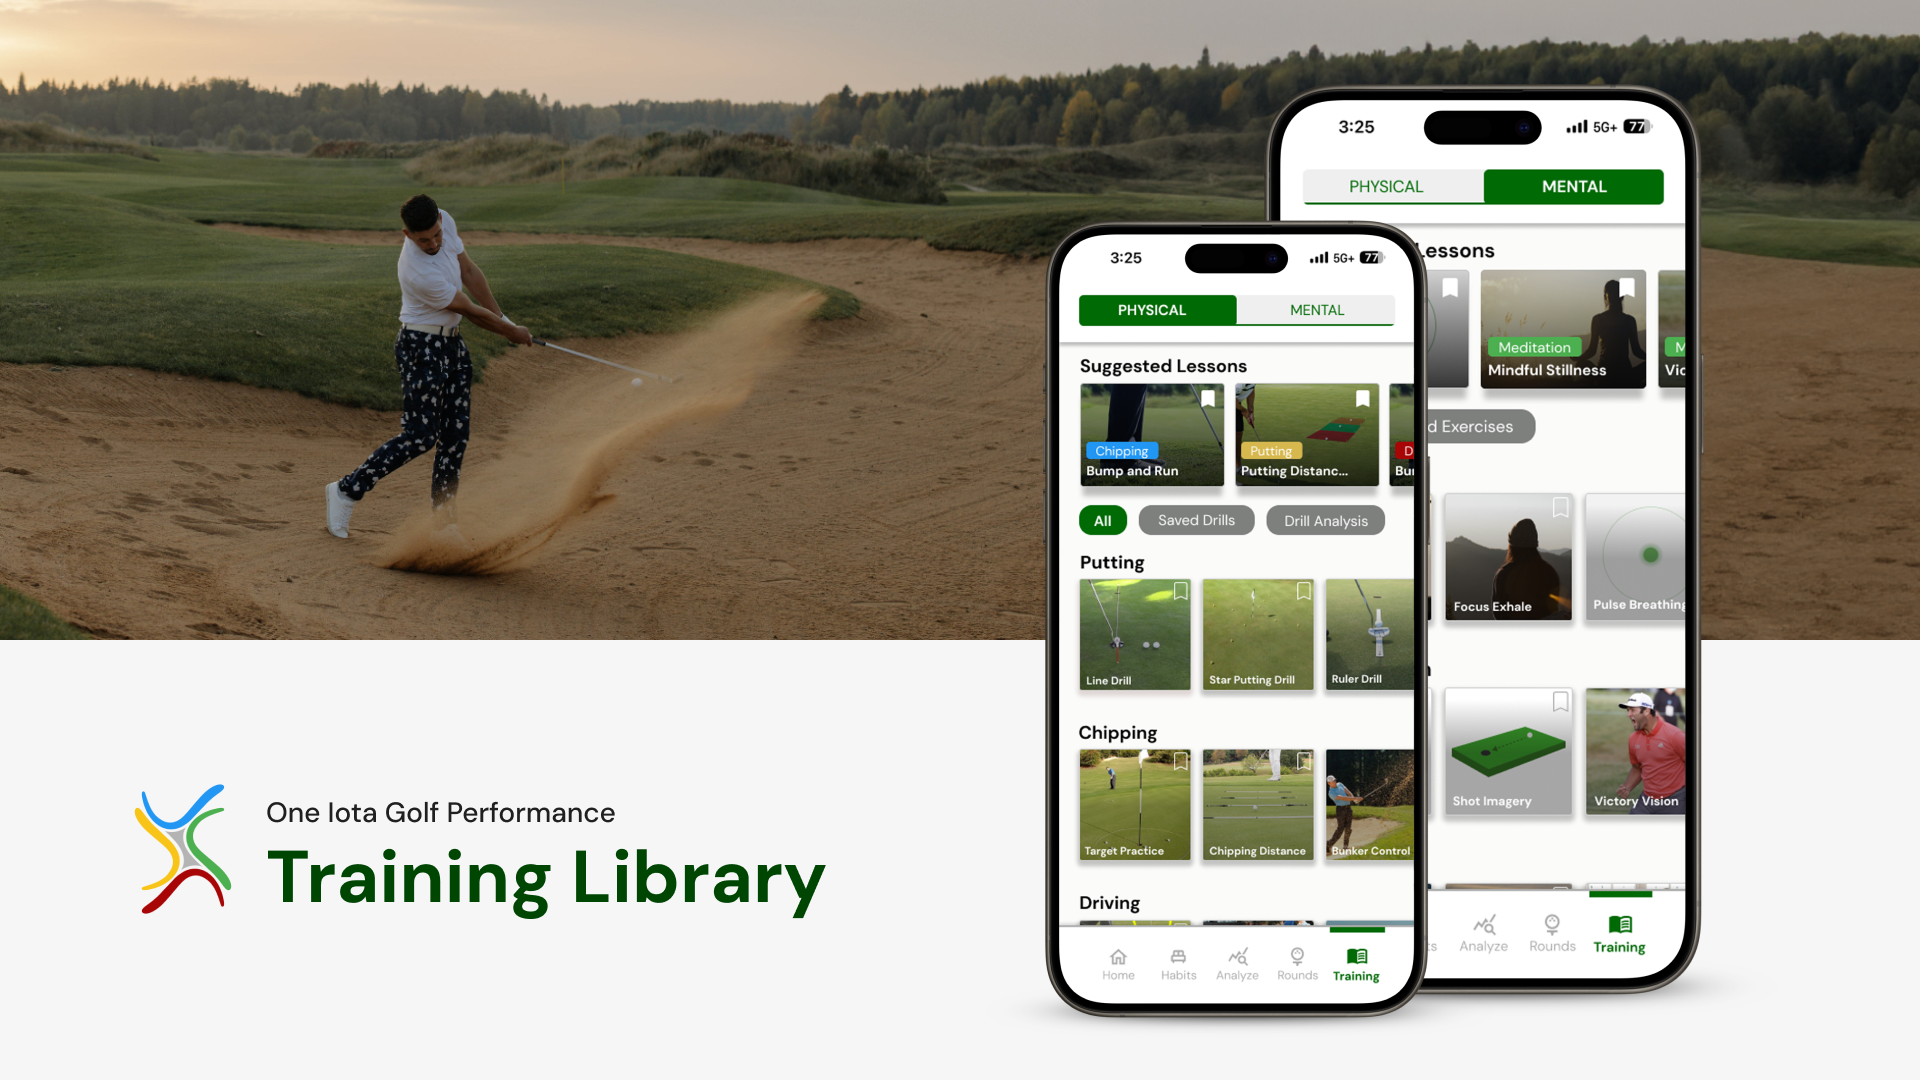 One Iota Golf Performance
Training Library
3:25
5G+
77
PHYSICAL
MENTAL
Suggested Lessons
Chipping
Bump and Run
Putting
Putting Distanc...
D
Bu
All
Saved Drills
Drill Analysis
Putting
Line Drill
Star Putting Drill
Ruler Drill
Chipping
Target Practice
Chipping Distance
Bunker Control
Driving
Home
Habits
Analyze
Rounds
Training
3:25
5G+
77
PHYSICAL
MENTAL
Lessons
Meditation
Mindful Stillness
M
Vic
d Exercises
Focus Exhale
Pulse Breathing
Shot Imagery
Victory Vision
ts
Analyze
Rounds
Training